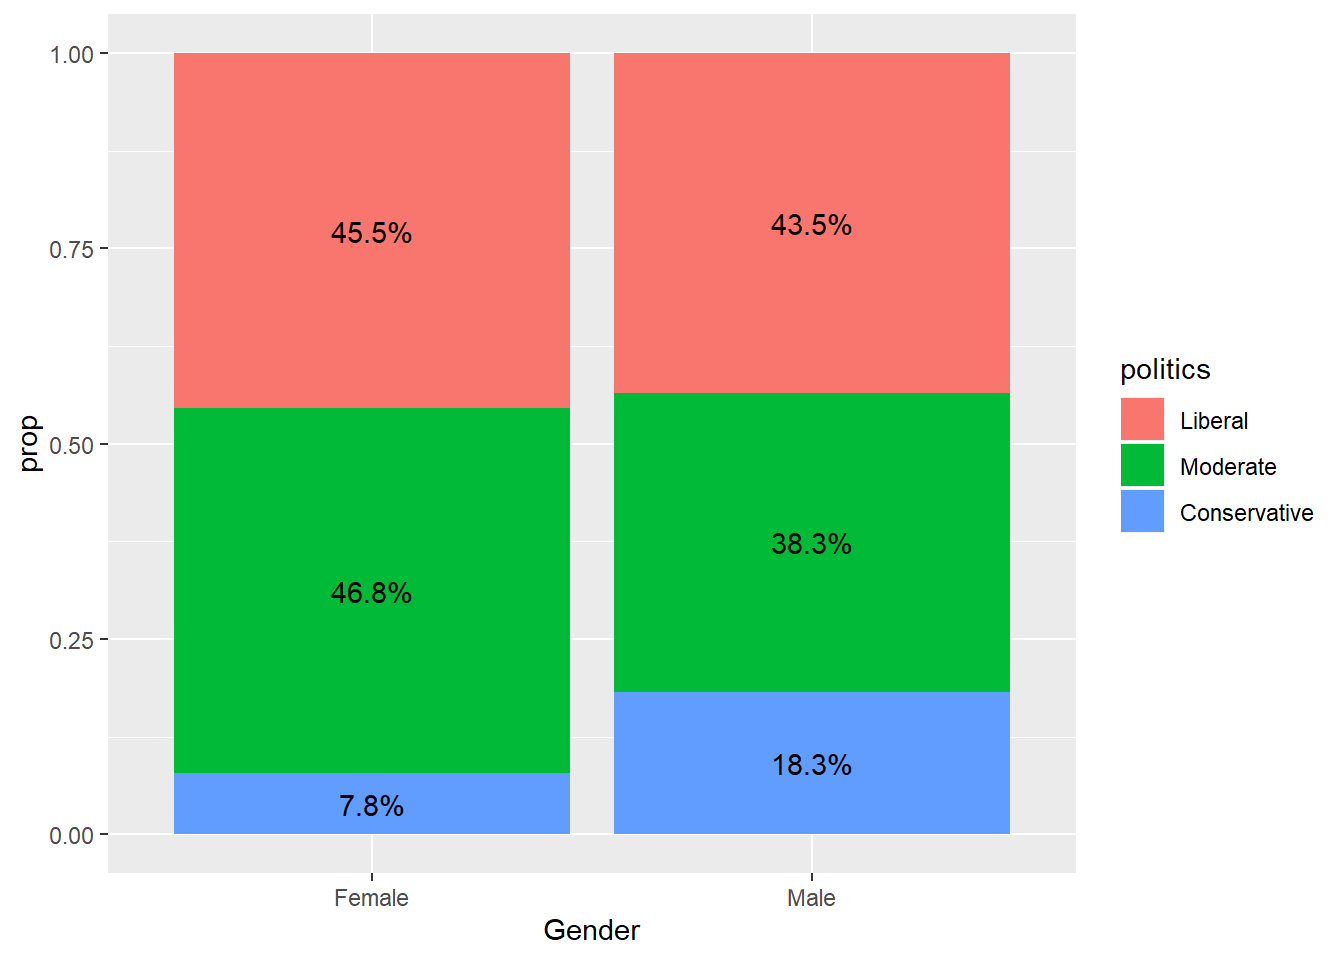 1.00
0.75
0.50
0.25
0.00
prop
45.5%
43.5%
46.8%
38.3%
7.8%
18.3%
Female
Male
Gender
politics
Liberal
Moderate
Conservative